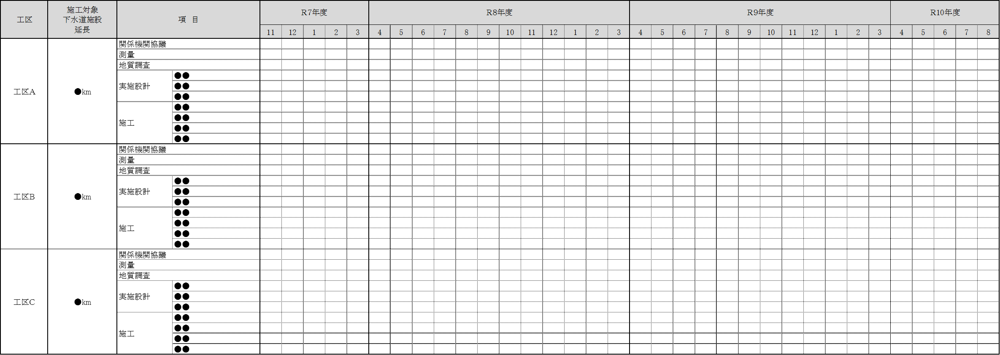 工区
施工対象
下水道施設
延長
項　目
R7年度
R8年度
R9年度
R10年度
11 12 1 2 3 4 5 6 7 8 9 10 11 12 1 2 3 4 5 6 7 8 9 10 11 12 1 2 3 4 5 6 7 8
工区A
●km
関係機関協議
測量
地質調査
実施設計
●●
●●
●●
施工
●●
●●
●●
●●
工区B
●km
関係機関協議
測量
地質調査
実施設計
●●
●●
●●
施工
●●
●●
●●
●●
工区C
●km
関係機関協議
測量
地質調査
実施設計
●●
●●
●●
施工
●●
●●
●●
●●